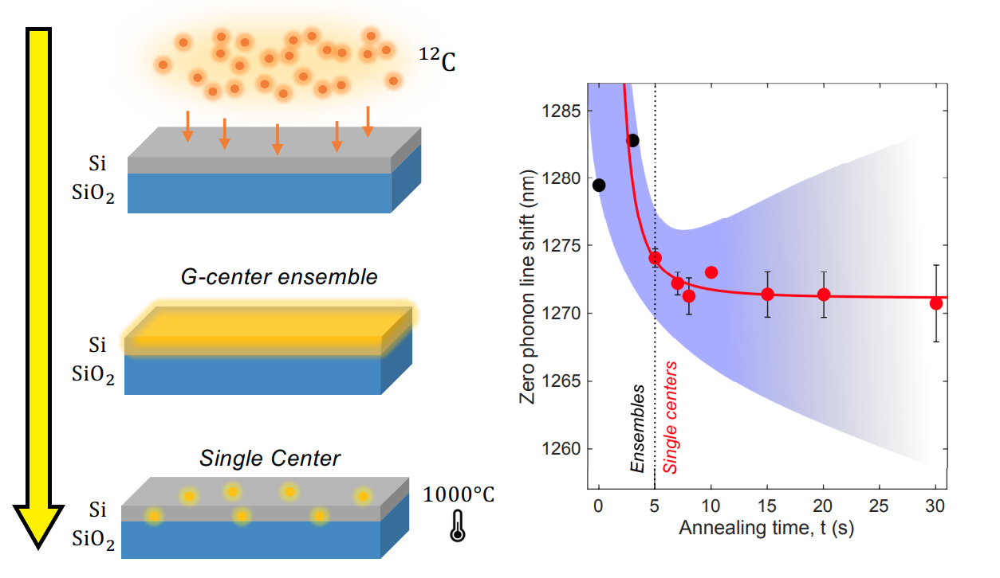 ¹²C
Si
SiO₂
G-center ensemble
Si
SiO₂
Single Center
1000°C
Si
SiO₂
Zero phonon line shift (nm)
1285
1280
1275
1270
1265
1260
Ensembles
Single centers
0 5 10 15 20 25 30
Annealing time, t (s)